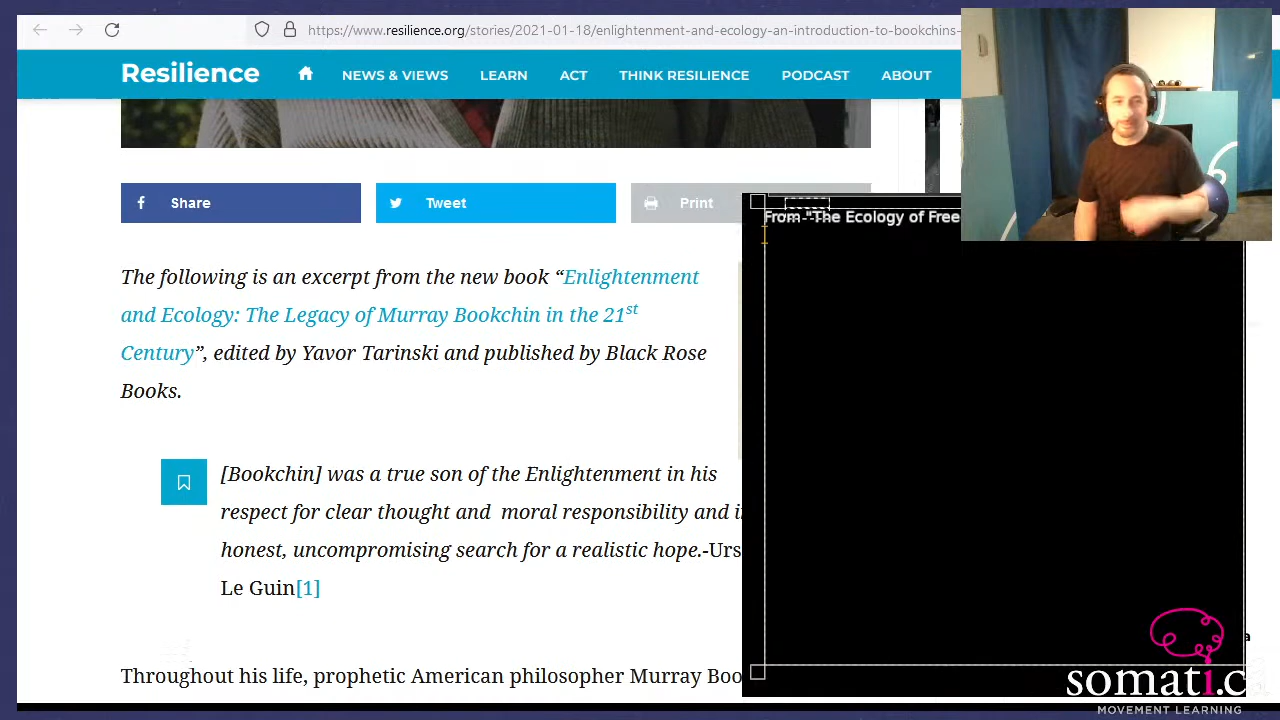 https://www.resilience.org/stories/2021-01-18/enlightenment-and-ecology-an-introduction-to-bookchins-
Resilience
NEWS & VIEWS
LEARN
ACT
THINK RESILIENCE
PODCAST
ABOUT
Share
Tweet
Print
From "The Ecology of Free
The following is an excerpt from the new book “Enlightenment
and Ecology: The Legacy of Murray Bookchin in the 21st
Century”, edited by Yavor Tarinski and published by Black Rose
Books.
[Bookchin] was a true son of the Enlightenment in his
respect for clear thought and moral responsibility and i
honest, uncompromising search for a realistic hope.-Urs
Le Guin[1]
Throughout his life, prophetic American philosopher Murray Boo
somati.ca
MOVEMENT LEARNING